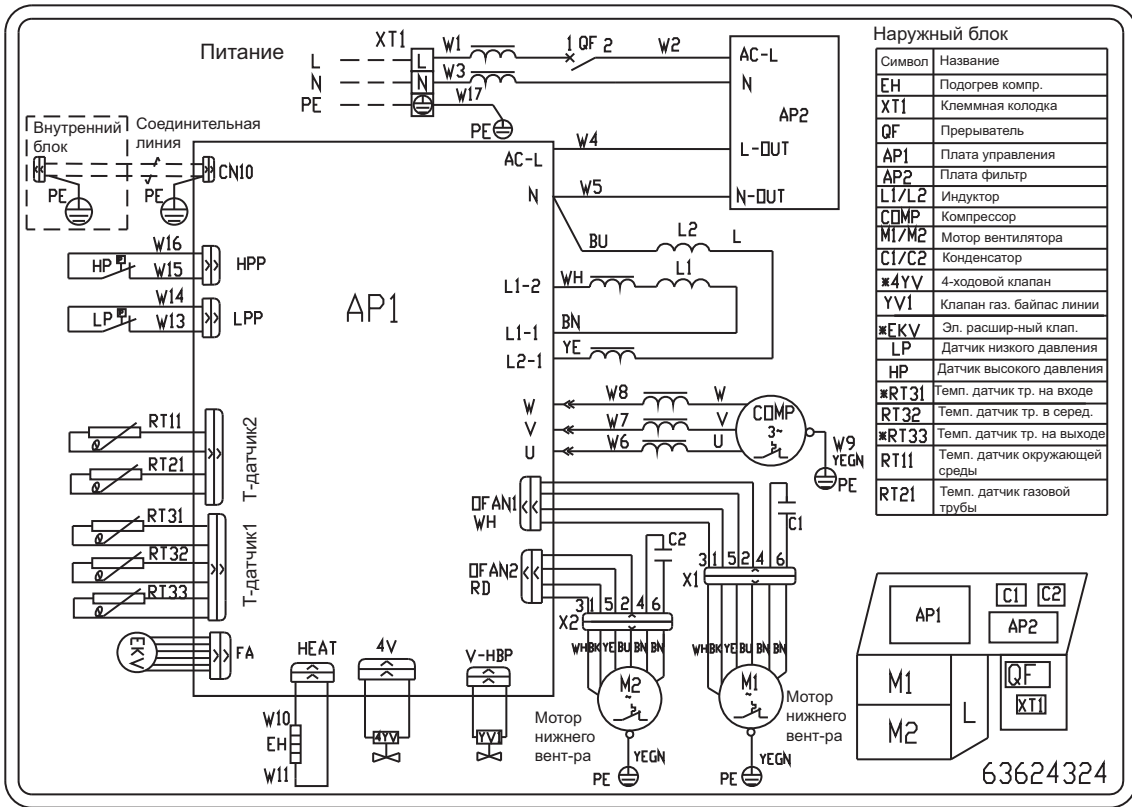 Питание
XT1
L
N
PE
L
N
W1
W3
W17
PE
1 QF 2
W2
AC-L
N
AP2
L-OUT
N-OUT
Наружный блок
Символ Название
EH Подогрев компр.
XT1 Клеммная колодка
QF Прерыватель
AP1 Плата управления
AP2 Плата фильтр
L1/L2 Индуктор
COMP Компрессор
M1/M2 Мотор вентилятора
C1/C2 Конденсатор
*4YV 4-ходовой клапан
YV1 Клапан газ. байпас линии
*EKV Эл. расшир-ный клап.
LP Датчик низкого давления
HP Датчик высокого давления
*RT31 Темп. датчик тр. на входе
RT32 Темп. датчик тр. в серед.
*RT33 Темп. датчик тр. на выходе
RT11 Темп. датчик окружающей
среды
RT21 Темп. датчик газовой
трубы
Внутренний
блок
PE
Соединительная
линия
PE
CN10
AC-L
N
W4
W5
BU
L2
L
L1-2
WH
L1
L1-1
BN
L2-1
YE
W16
HP
P
W15
HPP
W14
LP
P
W13
LPP
AP1
W
V
U
W8
W7
W6
W
V
U
COMP
3~
W9
YEGN
PE
RT11
RT21
Т-датчик2
RT31
RT32
RT33
Т-датчик1
EKV
FA
OFAN1
WH
C1
3 1 5 2 4 6
X1
OFAN2
RD
C2
3 1 5 2 4 6
X2
WH BK YE BU BN BN
M2
~
Мотор
нижнего
вент-ра
YEGN
PE
WH BK YE BU BN BN
M1
~
Мотор
нижнего
вент-ра
YEGN
PE
HEAT
W10
EH
W11
4V
4YV
V-HBP
YV1
AP1
C1
C2
AP2
M1
M2
L
QF
XT1
63624324